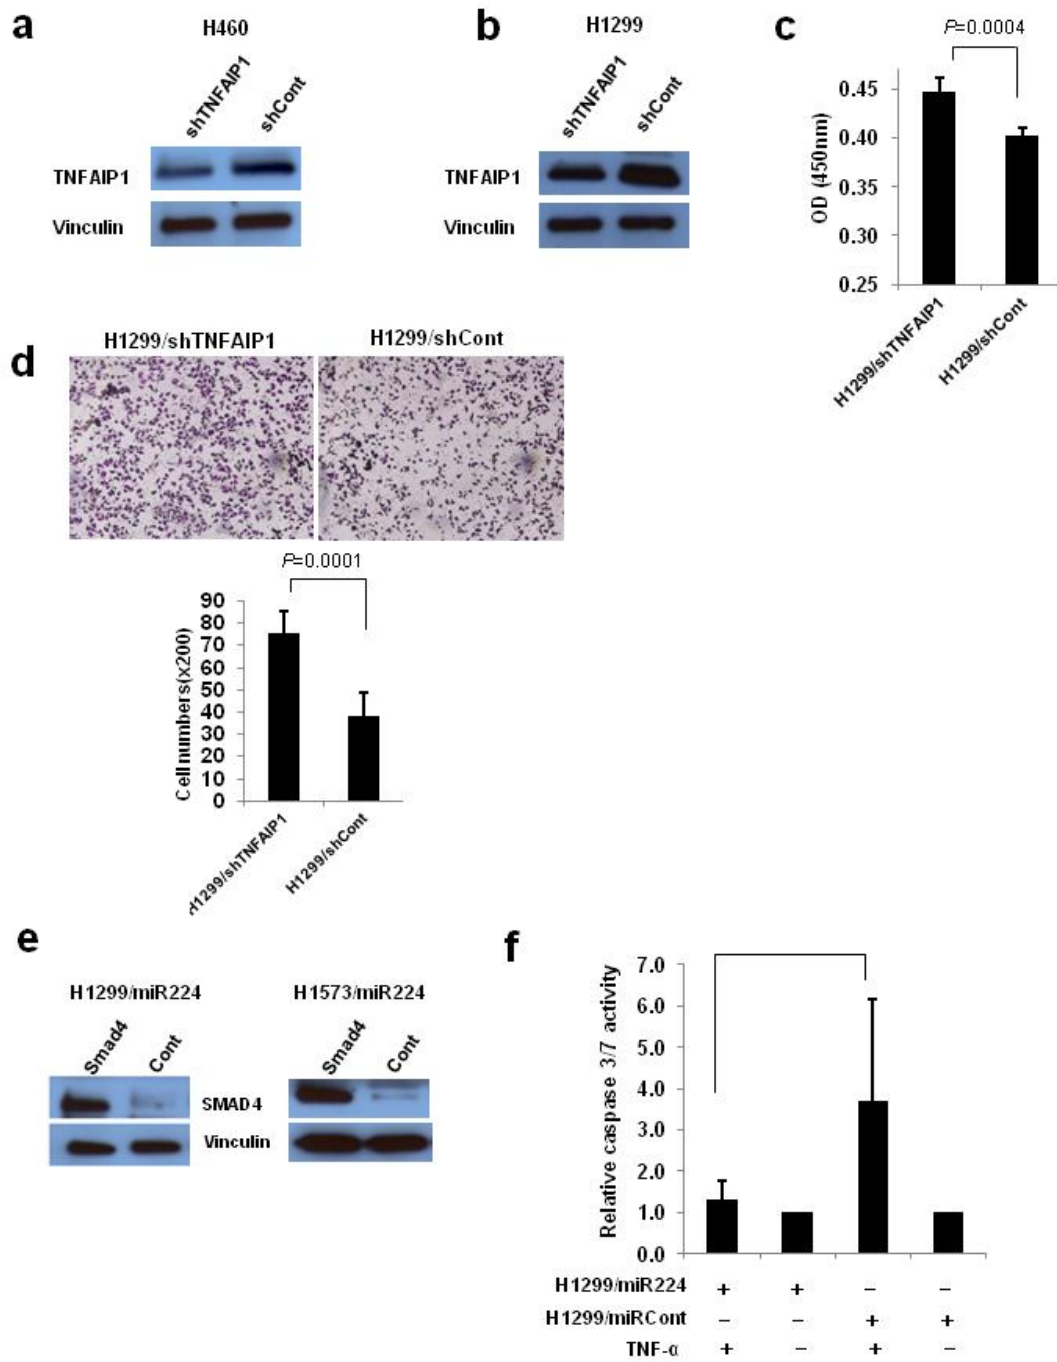 a
H460
shTNFAIP1
shCont
TNFAIP1
Vinculin
b
H1299
shTNFAIP1
shCont
TNFAIP1
Vinculin
c
P=0.0004
OD (450nm)
0.45
0.40
0.35
0.30
0.25
H1299/shTNFAIP1
H1299/shCont
d
H1299/shTNFAIP1
H1299/shCont
P=0.0001
Cell numbers(x200)
90
80
70
60
50
40
30
20
10
0
H1299/shTNFAIP1
H1299/shCont
e
H1299/miR224
H1573/miR224
Smad4
Cont
Smad4
Cont
SMAD4
Vinculin
f
Relative caspase 3/7 activity
7.0
6.0
5.0
4.0
3.0
2.0
1.0
0.0
H1299/miR224 + + – –
H1299/miRCont – – + +
TNF-α + – + –